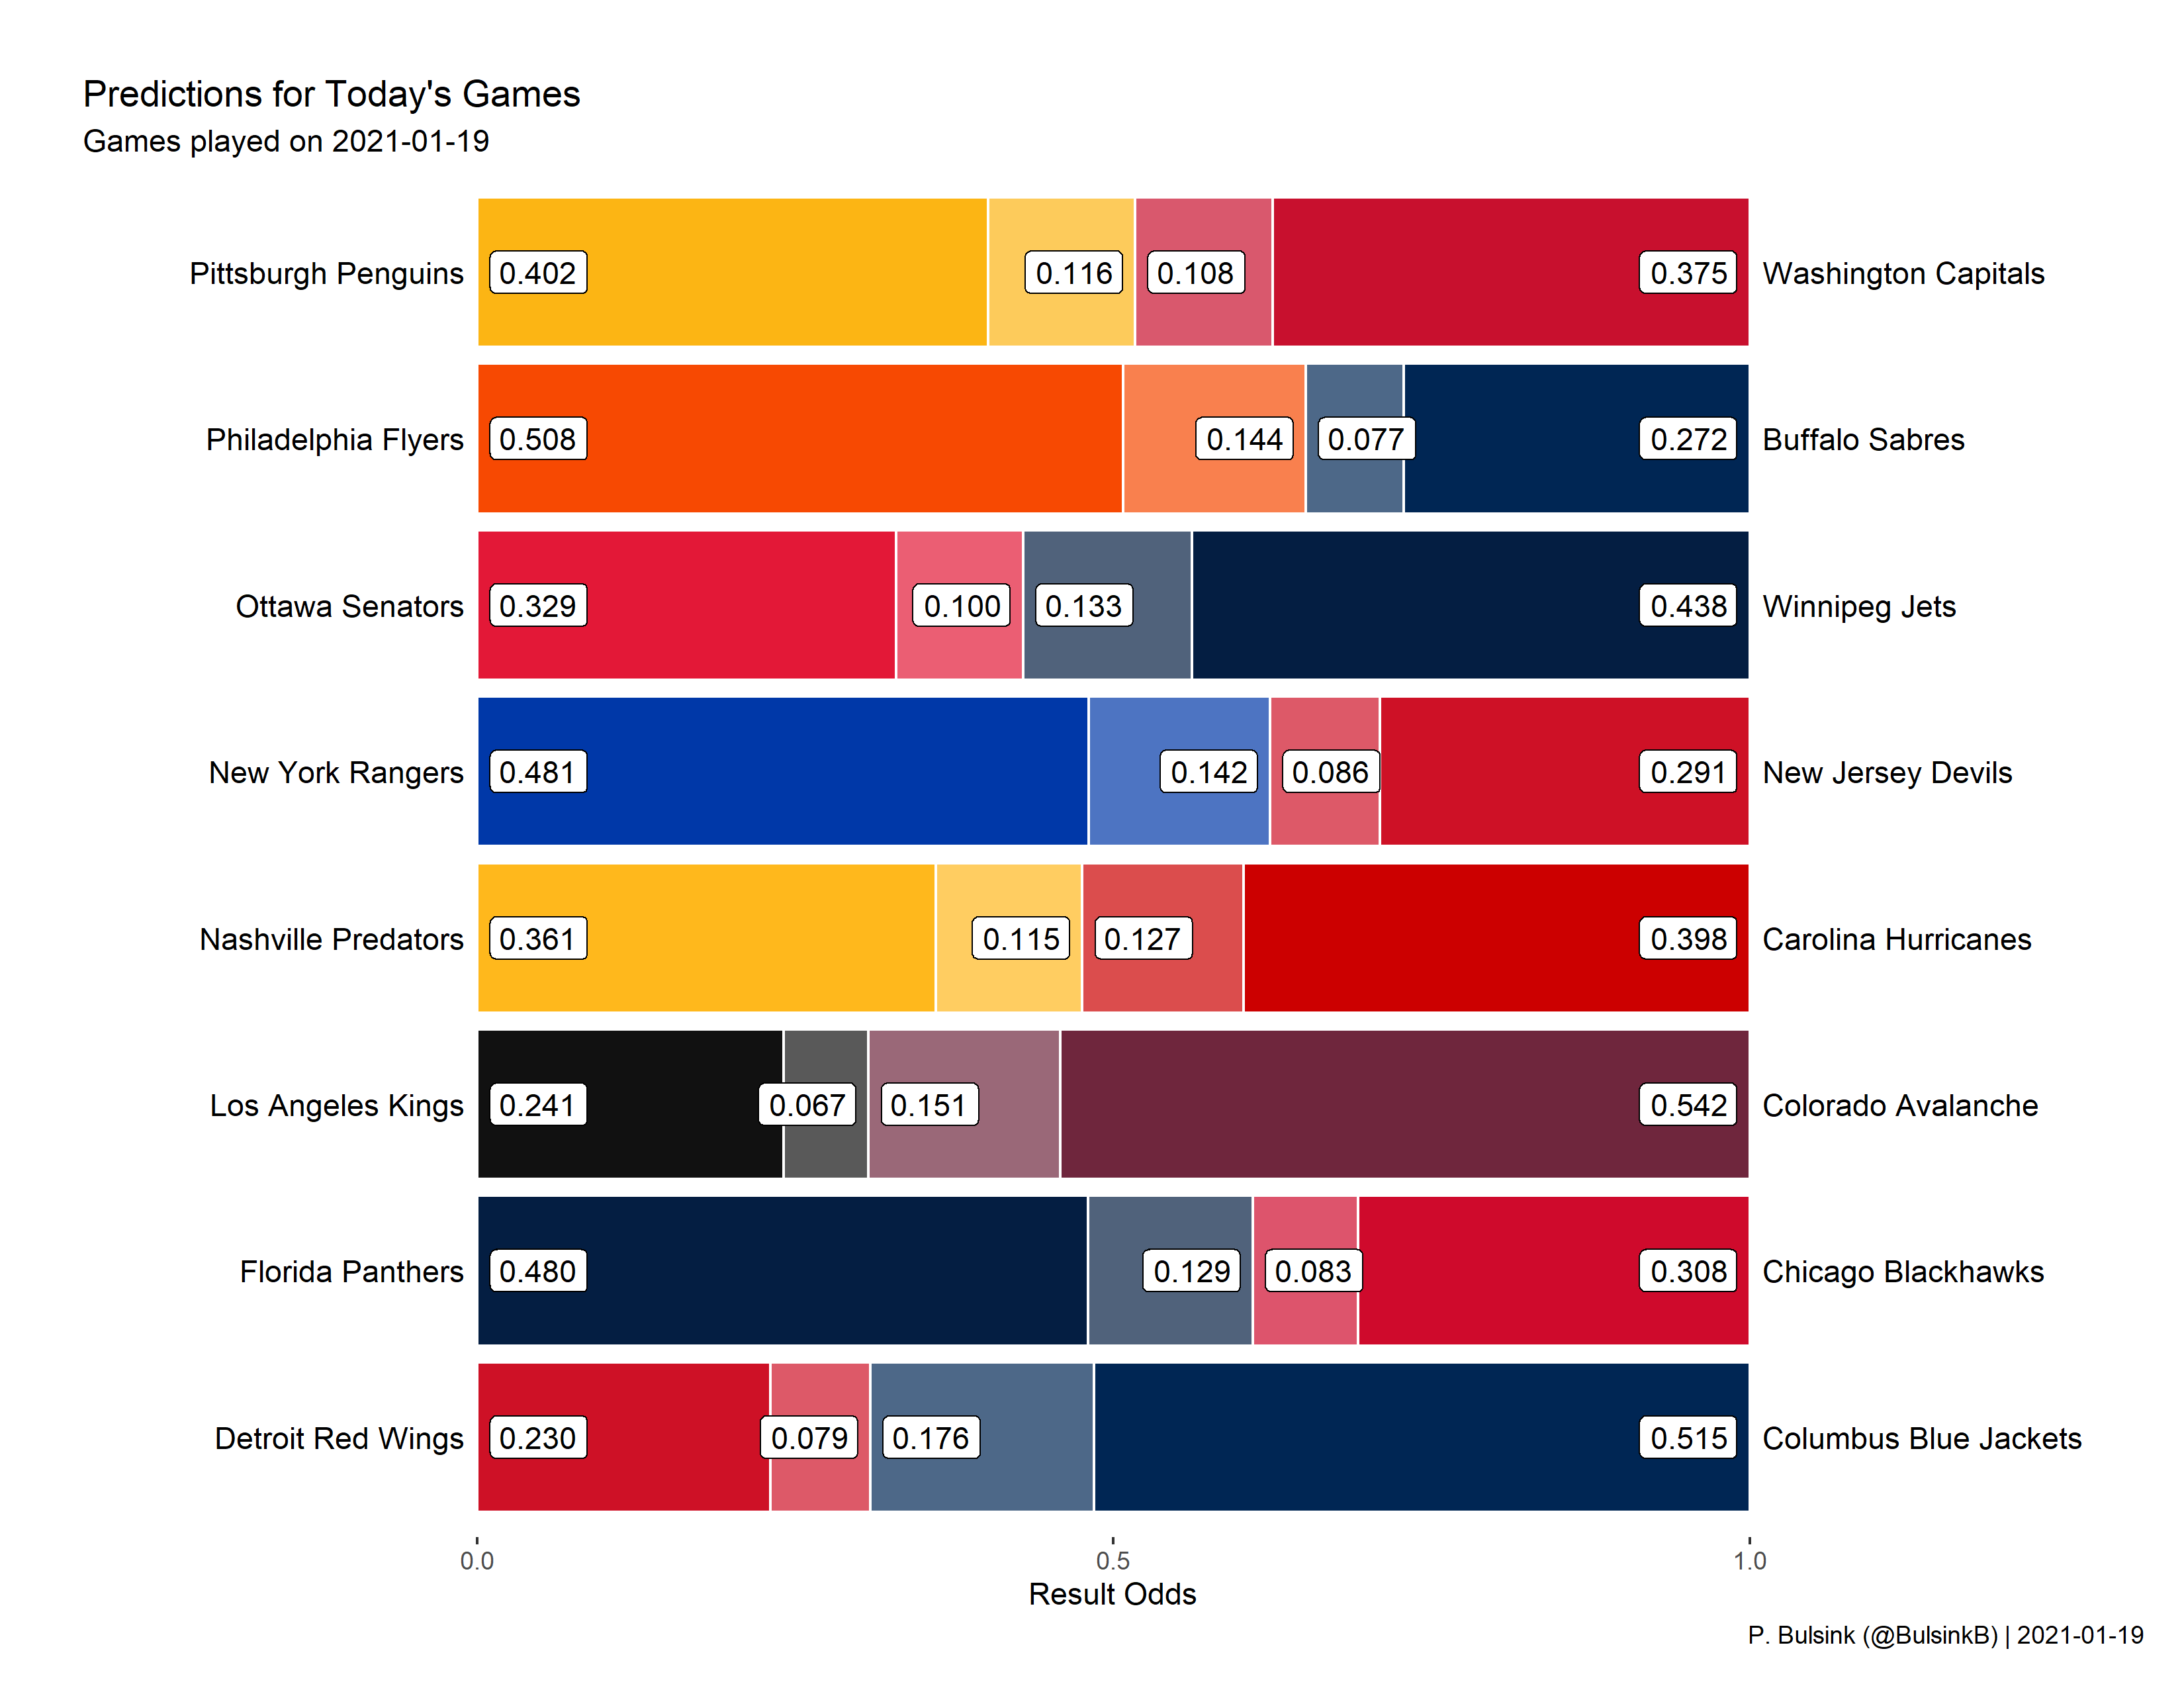 Predictions for Today's Games
Games played on 2021-01-19
Pittsburgh Penguins 0.402 0.116 0.108 0.375 Washington Capitals
Philadelphia Flyers 0.508 0.144 0.077 0.272 Buffalo Sabres
Ottawa Senators 0.329 0.100 0.133 0.438 Winnipeg Jets
New York Rangers 0.481 0.142 0.086 0.291 New Jersey Devils
Nashville Predators 0.361 0.115 0.127 0.398 Carolina Hurricanes
Los Angeles Kings 0.241 0.067 0.151 0.542 Colorado Avalanche
Florida Panthers 0.480 0.129 0.083 0.308 Chicago Blackhawks
Detroit Red Wings 0.230 0.079 0.176 0.515 Columbus Blue Jackets
0.0 0.5 1.0
Result Odds
P. Bulsink (@BulsinkB) | 2021-01-19